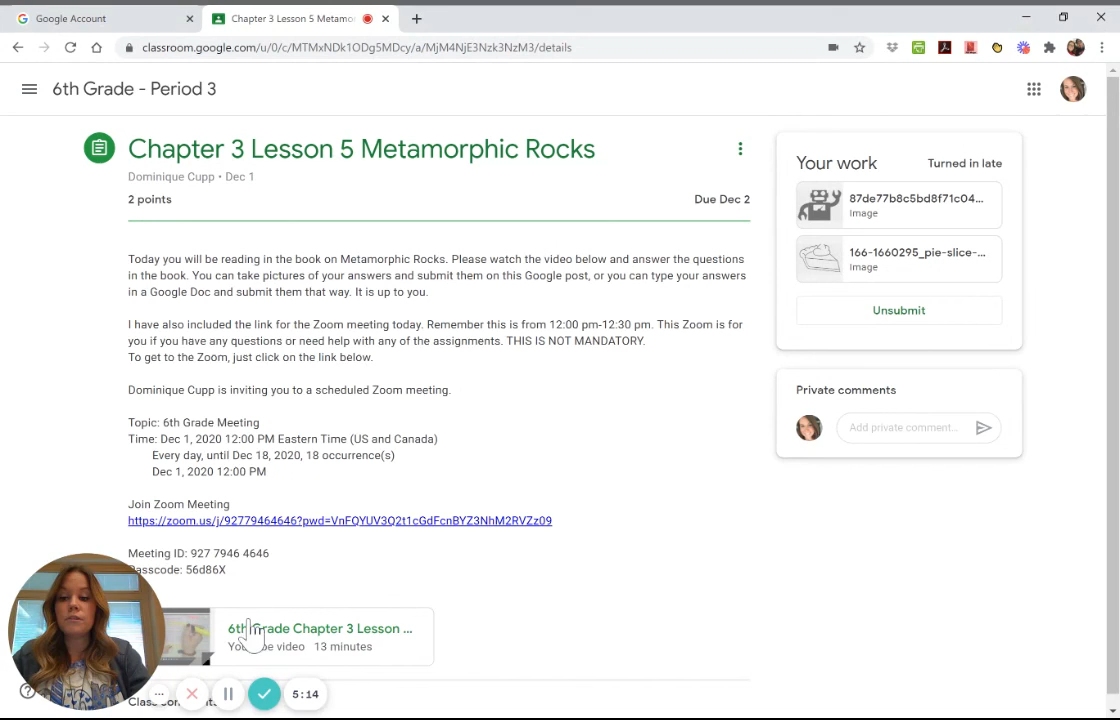 Google Account
Chapter 3 Lesson 5 Metamo
classroom.google.com/u/0/c/MTMxNDk1ODg5MDcy/a/MjM4NjE3Nzk3NzM3/details
6th Grade - Period 3
Chapter 3 Lesson 5 Metamorphic Rocks
Dominique Cupp • Dec 1
2 points
Due Dec 2
Today you will be reading in the book on Metamorphic Rocks. Please watch the video below and answer the questions
in the book. You can take pictures of your answers and submit them on this Google post, or you can type your answers
in a Google Doc and submit them that way. It is up to you.
I have also included the link for the Zoom meeting today. Remember this is from 12:00 pm-12:30 pm. This Zoom is for
you if you have any questions or need help with any of the assignments. THIS IS NOT MANDATORY.
To get to the Zoom, just click on the link below.
Dominique Cupp is inviting you to a scheduled Zoom meeting.
Topic: 6th Grade Meeting
Time: Dec 1, 2020 12:00 PM Eastern Time (US and Canada)
Every day, until Dec 18, 2020, 18 occurrence(s)
Dec 1, 2020 12:00 PM
Join Zoom Meeting
https://zoom.us/j/92779464646?pwd=VnFQYUV3Q2t1cGdFcnBYZ3NhM2RVZz09
Meeting ID: 927 7946 4646
Passcode: 56d86X
6th Grade Chapter 3 Lesson ...
video 13 minutes
Class
5:14
Your work
Turned in late
87de77b8c5bd8f71c04...
Image
166-1660295_pie-slice-...
Image
Unsubmit
Private comments
Add private comment...